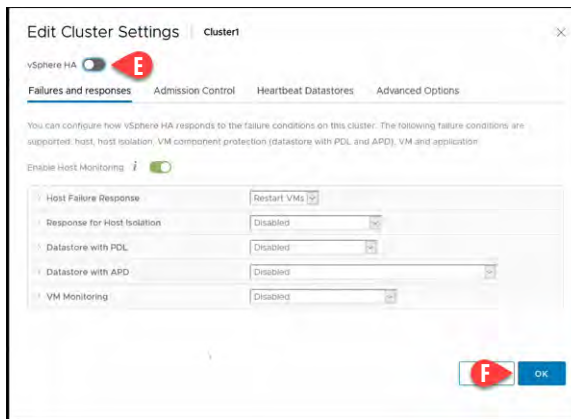 Edit Cluster Settings Cluster1
vSphere HA E
Failures and responses Admission Control Heartbeat Datastores Advanced Options
You can configure how vSphere HA responds to the failure conditions on this cluster. The following failure conditions are
supported: host, host isolation, VM component protection (datastore with PDL and APD), VM and application.
Enable Host Monitoring i
Host Failure Response Restart VMs
Response for Host Isolation Disabled
Datastore with PDL Disabled
Datastore with APD Disabled
VM Monitoring Disabled
F OK